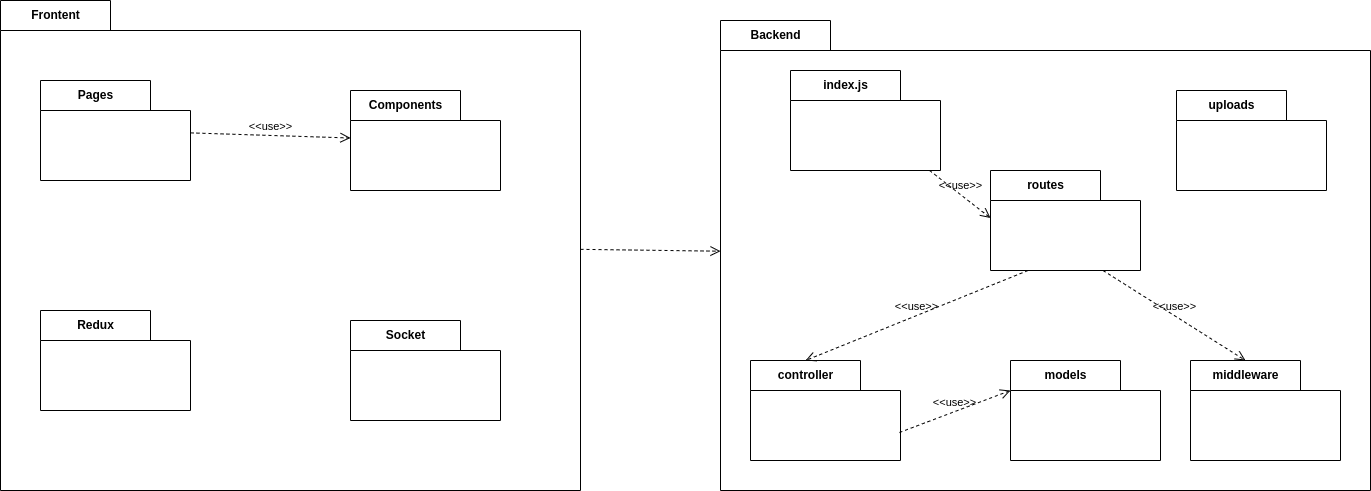 Frontent
Pages
Components
<<use>>
Redux
Socket
Backend
index.js
uploads
<<use>>
routes
<<use>>
<<use>>
controller
models
middleware
<<use>>